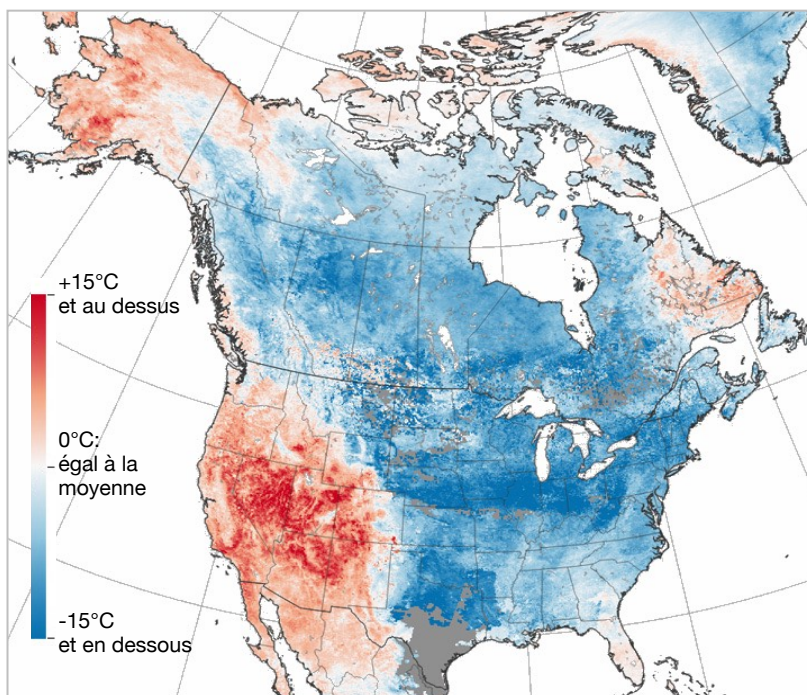 +15°C
et au dessus
0°C:
égal à la
moyenne
-15°C
et en dessous